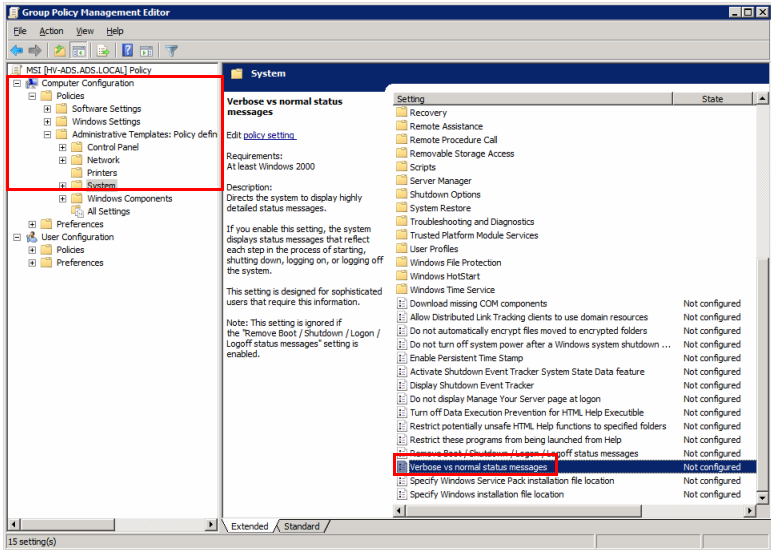 Group Policy Management Editor
File Action View Help
MSI [HV-ADS.ADS.LOCAL] Policy
Computer Configuration
Policies
Software Settings
Windows Settings
Administrative Templates: Policy defin
Control Panel
Network
Printers
System
Windows Components
All Settings
Preferences
User Configuration
Policies
Preferences
System
Verbose vs normal status
messages
Edit policy setting
Requirements:
At least Windows 2000
Description:
Directs the system to display highly
detailed status messages.
If you enable this setting, the system
displays status messages that reflect
each step in the process of starting,
shutting down, logging on, or logging off
the system.
This setting is designed for sophisticated
users that require this information.
Note: This setting is ignored if
the "Remove Boot / Shutdown / Logon /
Logoff status messages" setting is
enabled.
Setting State
Recovery
Remote Assistance
Remote Procedure Call
Removable Storage Access
Scripts
Server Manager
Shutdown Options
System Restore
Troubleshooting and Diagnostics
Trusted Platform Module Services
User Profiles
Windows File Protection
Windows HotStart
Windows Time Service
Download missing COM components Not configured
Allow Distributed Link Tracking clients to use domain resources Not configured
Do not automatically encrypt files moved to encrypted folders Not configured
Do not turn off system power after a Windows system shutdown ... Not configured
Enable Persistent Time Stamp Not configured
Activate Shutdown Event Tracker System State Data feature Not configured
Display Shutdown Event Tracker Not configured
Do not display Manage Your Server page at logon Not configured
Turn off Data Execution Prevention for HTML Help Executible Not configured
Restrict potentially unsafe HTML Help functions to specified folders Not configured
Restrict these programs from being launched from Help Not configured
Remove Boot / Shutdown / Logon / Logoff status messages Not configured
Verbose vs normal status messages Not configured
Specify Windows Service Pack installation file location Not configured
Specify Windows installation file location Not configured
Extended Standard
15 setting(s)